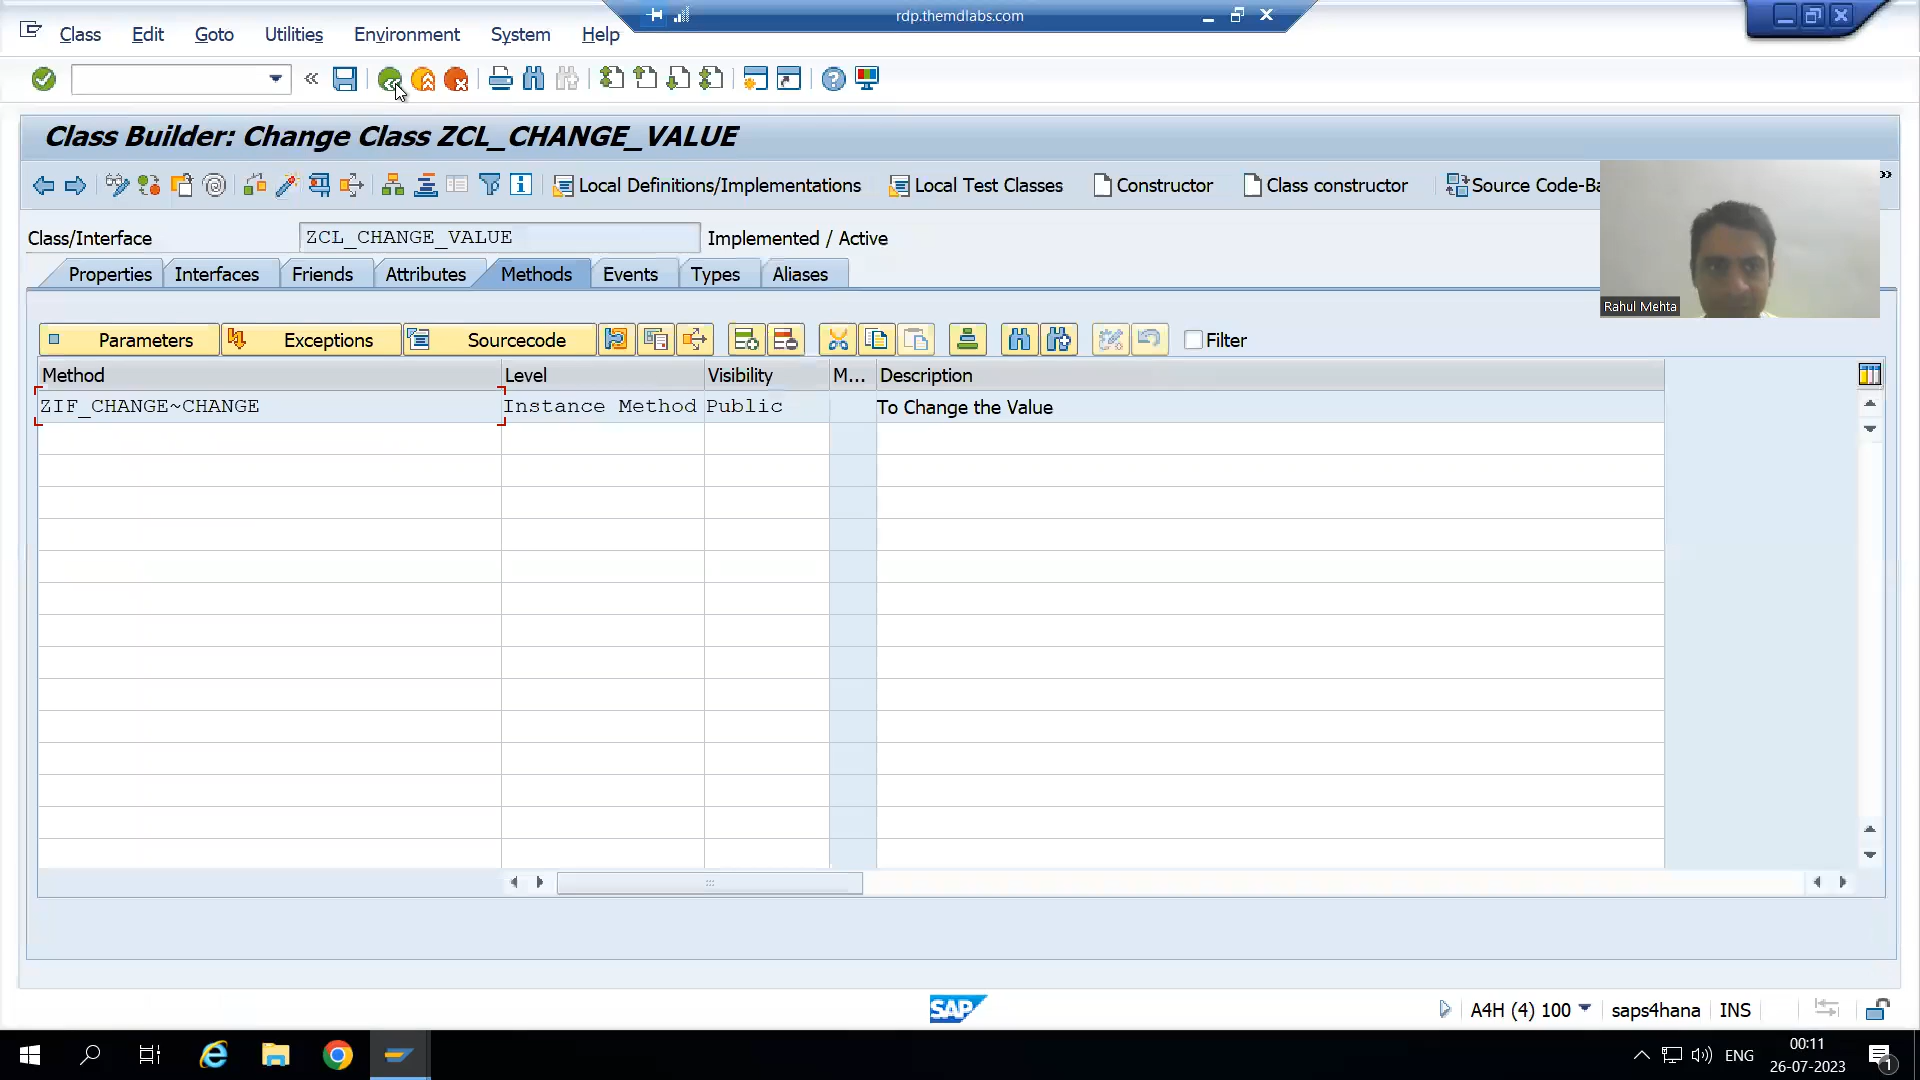 rdp.themdlabs.com
Class Edit Goto Utilities Environment System Help
Class Builder: Change Class ZCL_CHANGE_VALUE
Local Definitions/Implementations Local Test Classes Constructor Class constructor Source Code-Ba
Class/Interface ZCL_CHANGE_VALUE Implemented / Active
Properties Interfaces Friends Attributes Methods Events Types Aliases
Rahul Mehta
Parameters Exceptions Sourcecode Filter
Method Level Visibility M... Description
ZIF_CHANGE~CHANGE Instance Method Public To Change the Value
SAP A4H (4) 100 saps4hana INS
ENG 00:11
26-07-2023 1